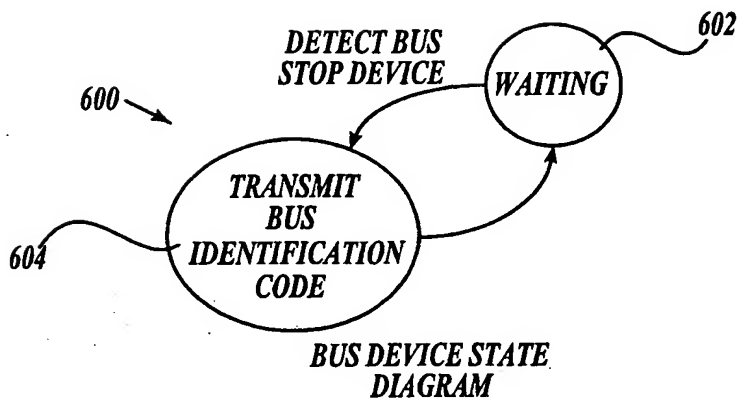 602
DETECT BUS
STOP DEVICE
WAITING
600
TRANSMIT
BUS
IDENTIFICATION
CODE
604
BUS DEVICE STATE
DIAGRAM